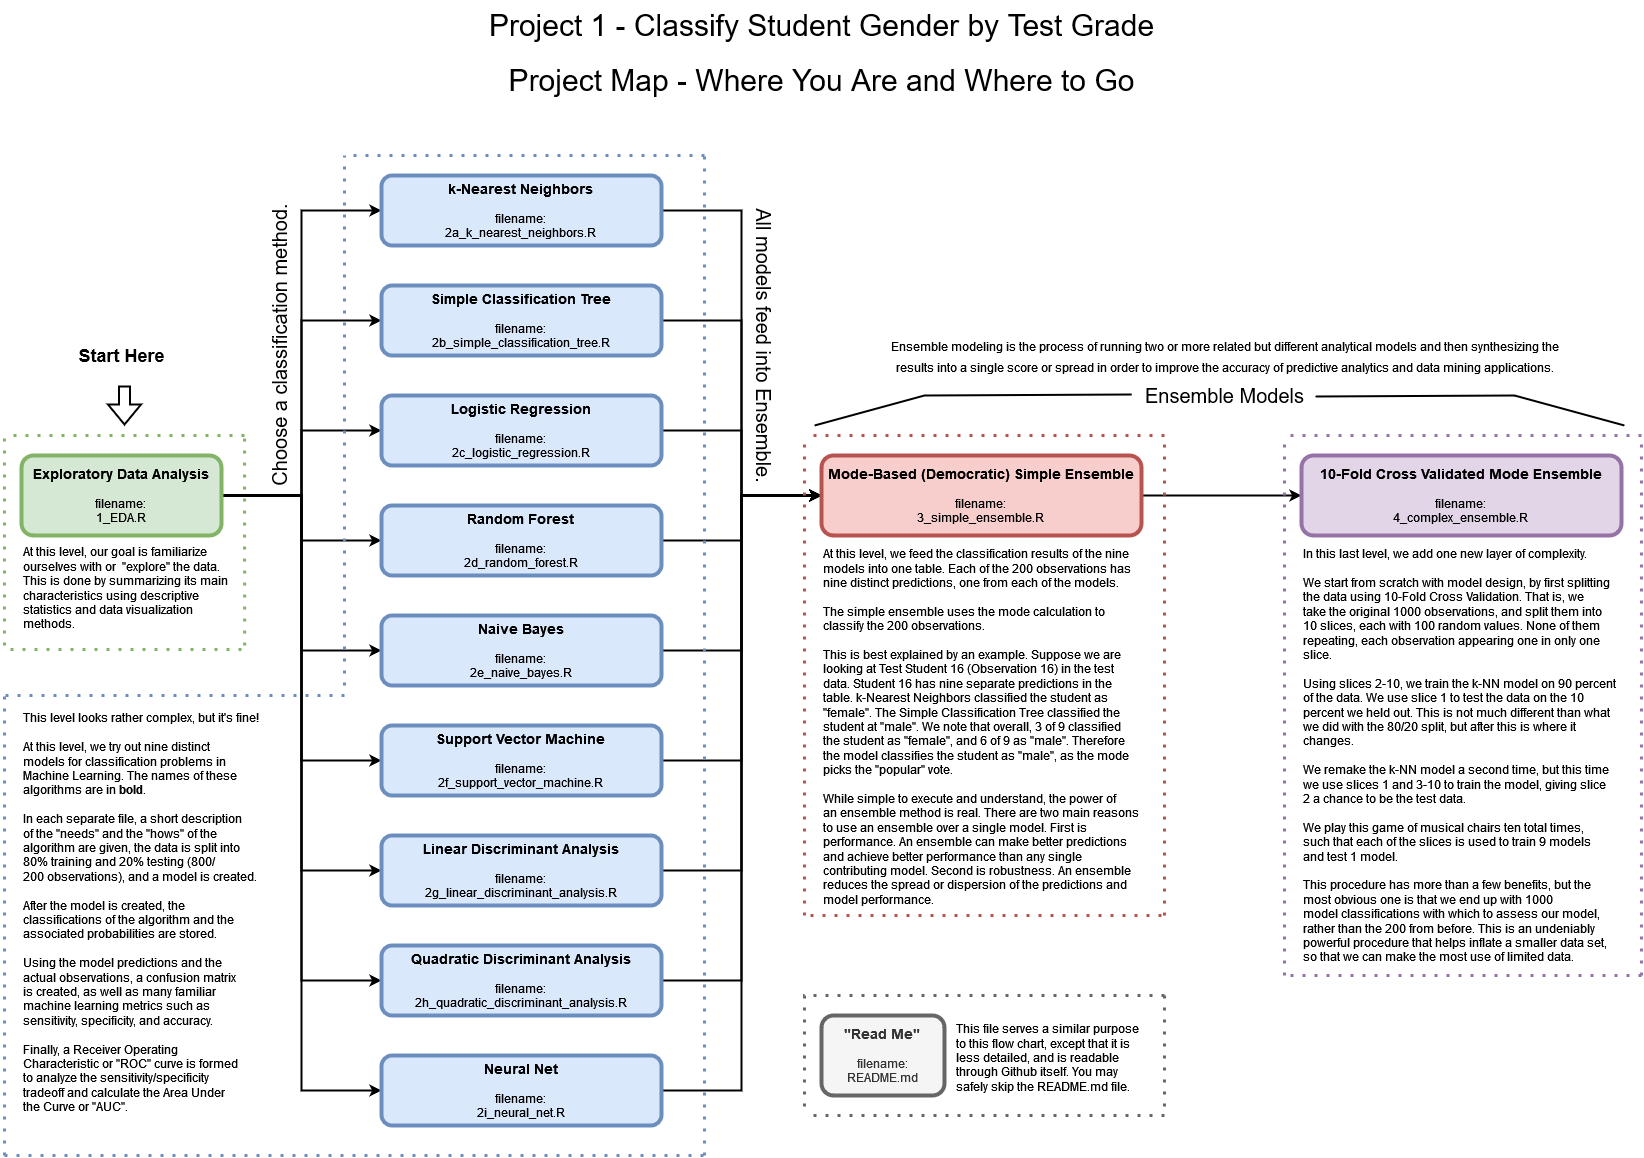 Project 1 - Classify Student Gender by Test Grade
Project Map - Where You Are and Where to Go
Start Here
Exploratory Data Analysis
filename:
1_EDA.R
At this level, our goal is familiarize
ourselves with or "explore" the data.
This is done by summarizing its main
characteristics using descriptive
statistics and data visualization
methods.
Choose a classification method.
This level looks rather complex, but it's fine!
At this level, we try out nine distinct
models for classification problems in
Machine Learning. The names of these
algorithms are in bold.
In each separate file, a short description
of the "needs" and the "hows" of the
algorithm are given, the data is split into
80% training and 20% testing (800/
200 observations), and a model is created.
After the model is created, the
classifications of the algorithm and the
associated probabilities are stored.
Using the model predictions and the
actual observations, a confusion matrix
is created, as well as many familiar
machine learning metrics such as
sensitivity, specificity, and accuracy.
Finally, a Receiver Operating
Characteristic or "ROC" curve is formed
to analyze the sensitivity/specificity
tradeoff and calculate the Area Under
the Curve or "AUC".
k-Nearest Neighbors
filename:
2a_k_nearest_neighbors.R
Simple Classification Tree
filename:
2b_simple_classification_tree.R
Logistic Regression
filename:
2c_logistic_regression.R
Random Forest
filename:
2d_random_forest.R
Naive Bayes
filename:
2e_naive_bayes.R
Support Vector Machine
filename:
2f_support_vector_machine.R
Linear Discriminant Analysis
filename:
2g_linear_discriminant_analysis.R
Quadratic Discriminant Analysis
filename:
2h_quadratic_discriminant_analysis.R
Neural Net
filename:
2i_neural_net.R
All models feed into Ensemble.
Ensemble modeling is the process of running two or more related but different analytical models and then synthesizing the
results into a single score or spread in order to improve the accuracy of predictive analytics and data mining applications.
Ensemble Models
Mode-Based (Democratic) Simple Ensemble
filename:
3_simple_ensemble.R
At this level, we feed the classification results of the nine
models into one table. Each of the 200 observations has
nine distinct predictions, one from each of the models.
The simple ensemble uses the mode calculation to
classify the 200 observations.
This is best explained by an example. Suppose we are
looking at Test Student 16 (Observation 16) in the test
data. Student 16 has nine separate predictions in the
table. k-Nearest Neighbors classified the student as
"female". The Simple Classification Tree classified the
student at "male". We note that overall, 3 of 9 classified
the student as "female", and 6 of 9 as "male". Therefore
the model classifies the student as "male", as the mode
picks the "popular" vote.
While simple to execute and understand, the power of
an ensemble method is real. There are two main reasons
to use an ensemble over a single model. First is
performance. An ensemble can make better predictions
and achieve better performance than any single
contributing model. Second is robustness. An ensemble
reduces the spread or dispersion of the predictions and
model performance.
10-Fold Cross Validated Mode Ensemble
filename:
4_complex_ensemble.R
In this last level, we add one new layer of complexity.
We start from scratch with model design, by first splitting
the data using 10-Fold Cross Validation. That is, we
take the original 1000 observations, and split them into
10 slices, each with 100 random values. None of them
repeating, each observation appearing one in only one
slice.
Using slices 2-10, we train the k-NN model on 90 percent
of the data. We use slice 1 to test the data on the 10
percent we held out. This is not much different than what
we did with the 80/20 split, but after this is where it
changes.
We remake the k-NN model a second time, but this time
we use slices 1 and 3-10 to train the model, giving slice
2 a chance to be the test data.
We play this game of musical chairs ten total times,
such that each of the slices is used to train 9 models
and test 1 model.
This procedure has more than a few benefits, but the
most obvious one is that we end up with 1000
model classifications with which to assess our model,
rather than the 200 from before. This is an undeniably
powerful procedure that helps inflate a smaller data set,
so that we can make the most use of limited data.
"Read Me"
filename:
README.md
This file serves a similar purpose
to this flow chart, except that it is
less detailed, and is readable
through Github itself. You may
safely skip the README.md file.